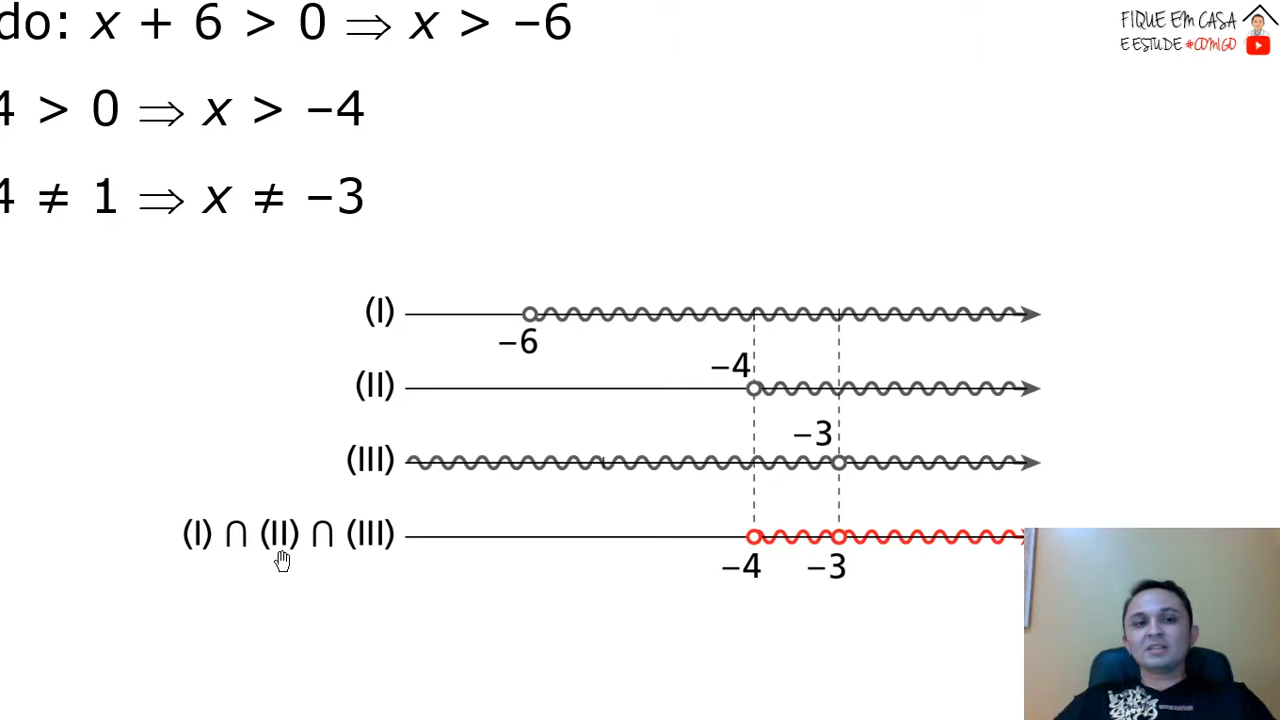 do: x + 6 > 0 ⇒ x > −6
FIQUE EM CASA
E ESTUDE #COMIGO
4 > 0 ⇒ x > −4
4 ≠ 1 ⇒ x ≠ −3
(I)
−6
−4
(II)
−3
(III)
(I) ∩ (II) ∩ (III)
−4 −3